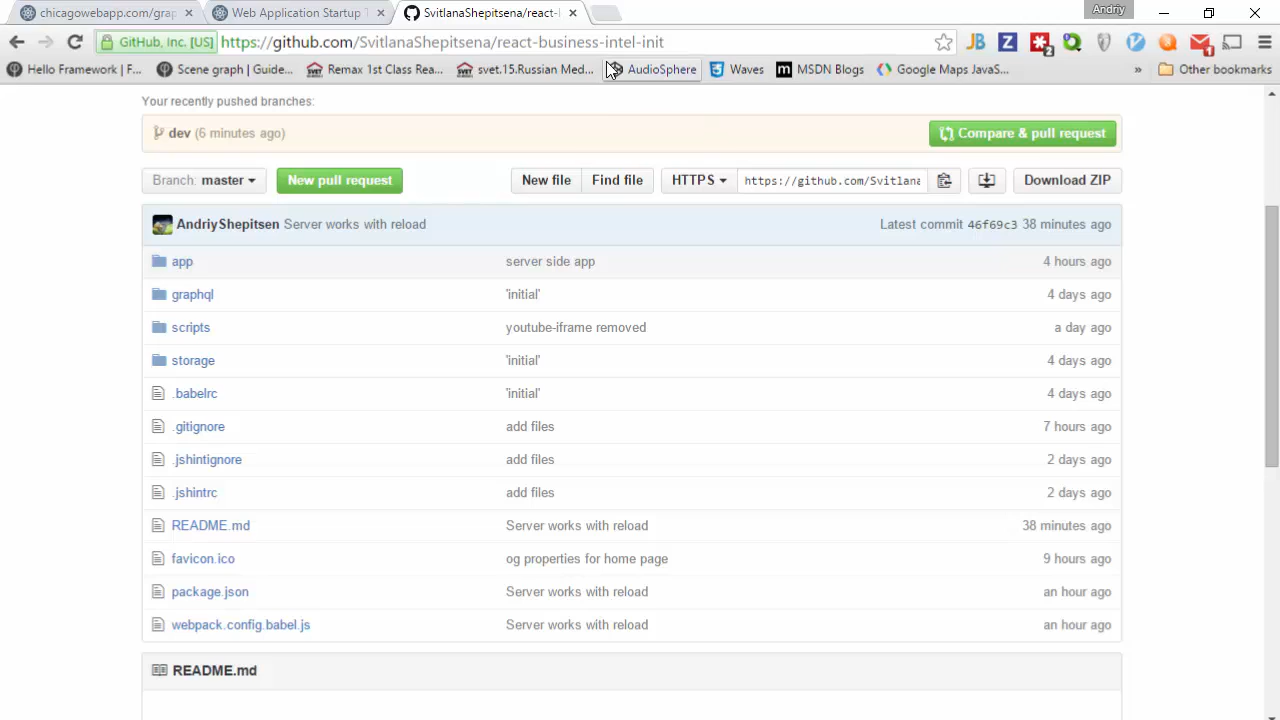 chicagowebapp.com/grap
Web Application Startup T
SvitlanaShepitsena/react-l
Andriy
GitHub, Inc. [US]
https://github.com/SvitlanaShepitsena/react-business-intel-init
JB
Z
2
1
Hello Framework | F...
Scene graph | Guide...
Remax 1st Class Rea...
svet.15.Russian Med...
AudioSphere
Waves
MSDN Blogs
Google Maps JavaS...
»
Other bookmarks
Your recently pushed branches:
dev (6 minutes ago)
Compare & pull request
Branch: master
New pull request
New file
Find file
HTTPS
https://github.com/Svitlana
Download ZIP
AndriyShepitsen Server works with reload
Latest commit 46f69c3 38 minutes ago
app server side app 4 hours ago
graphql 'initial' 4 days ago
scripts youtube-iframe removed a day ago
storage 'initial' 4 days ago
.babelrc 'initial' 4 days ago
.gitignore add files 7 hours ago
.jshintignore add files 2 days ago
.jshintrc add files 2 days ago
README.md Server works with reload 38 minutes ago
favicon.ico og properties for home page 9 hours ago
package.json Server works with reload an hour ago
webpack.config.babel.js Server works with reload an hour ago
README.md